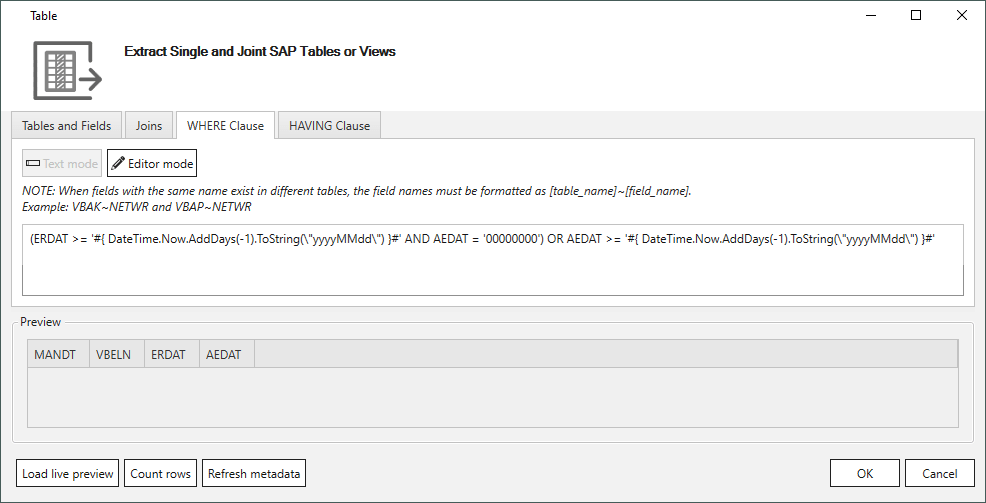 Table
Extract Single and Joint SAP Tables or Views
Tables and Fields Joins WHERE Clause HAVING Clause
Text mode Editor mode
NOTE: When fields with the same name exist in different tables, the field names must be formatted as [table_name]~[field_name].
Example: VBAK~NETWR and VBAP~NETWR
(ERDAT >= '#{ DateTime.Now.AddDays(-1).ToString(\"yyyyMMdd\") }#' AND AEDAT = '00000000') OR AEDAT >= '#{ DateTime.Now.AddDays(-1).ToString(\"yyyyMMdd\") }#'
Preview
MANDT VBELN ERDAT AEDAT
Load live preview Count rows Refresh metadata OK Cancel